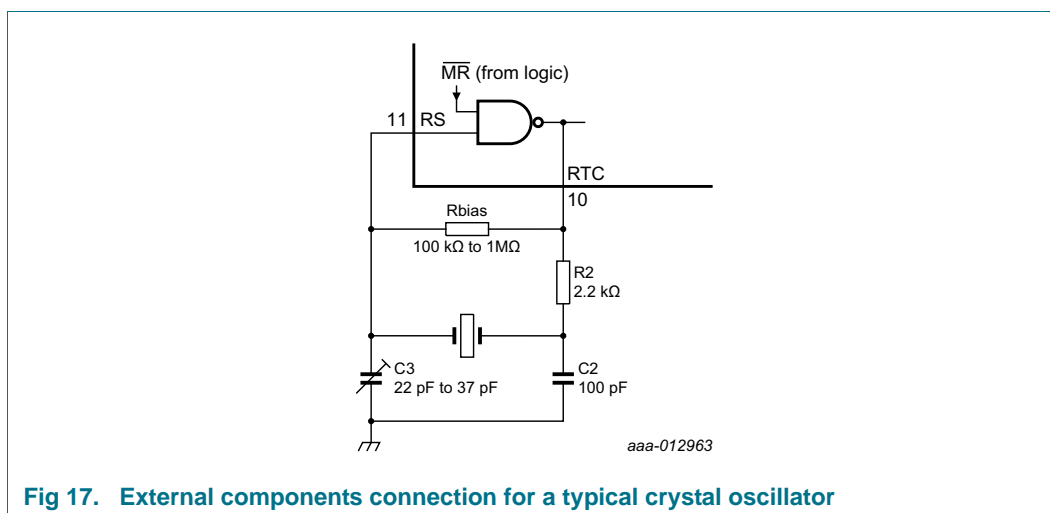 MR (from logic)
11 RS
RTC
10
Rbias
100 kΩ to 1MΩ
R2
2.2 kΩ
C3
22 pF to 37 pF
C2
100 pF
aaa-012963
Fig 17. External components connection for a typical crystal oscillator